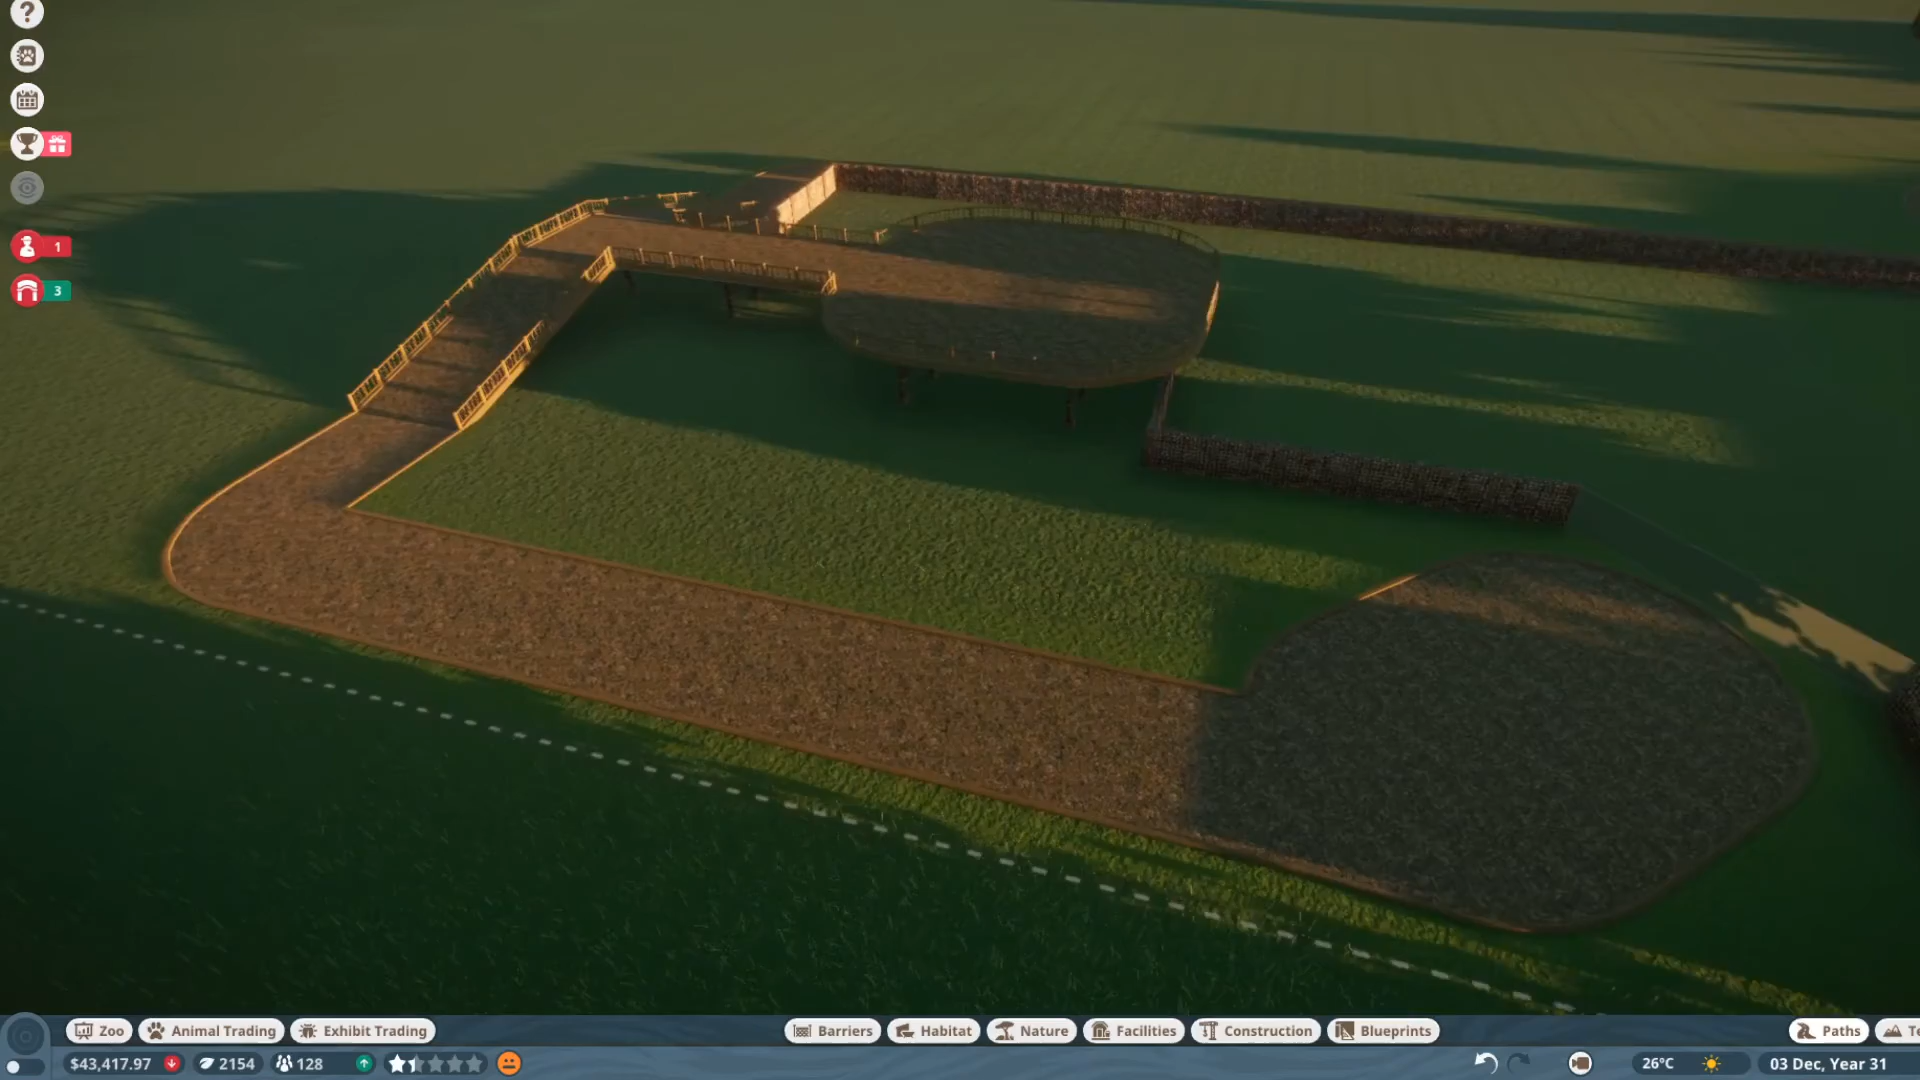 ?
1
3
Zoo
Animal Trading
Exhibit Trading
Barriers
Habitat
Nature
Facilities
Construction
Blueprints
Paths
Te
$43,417.97
2154
128
26°C
03 Dec, Year 31